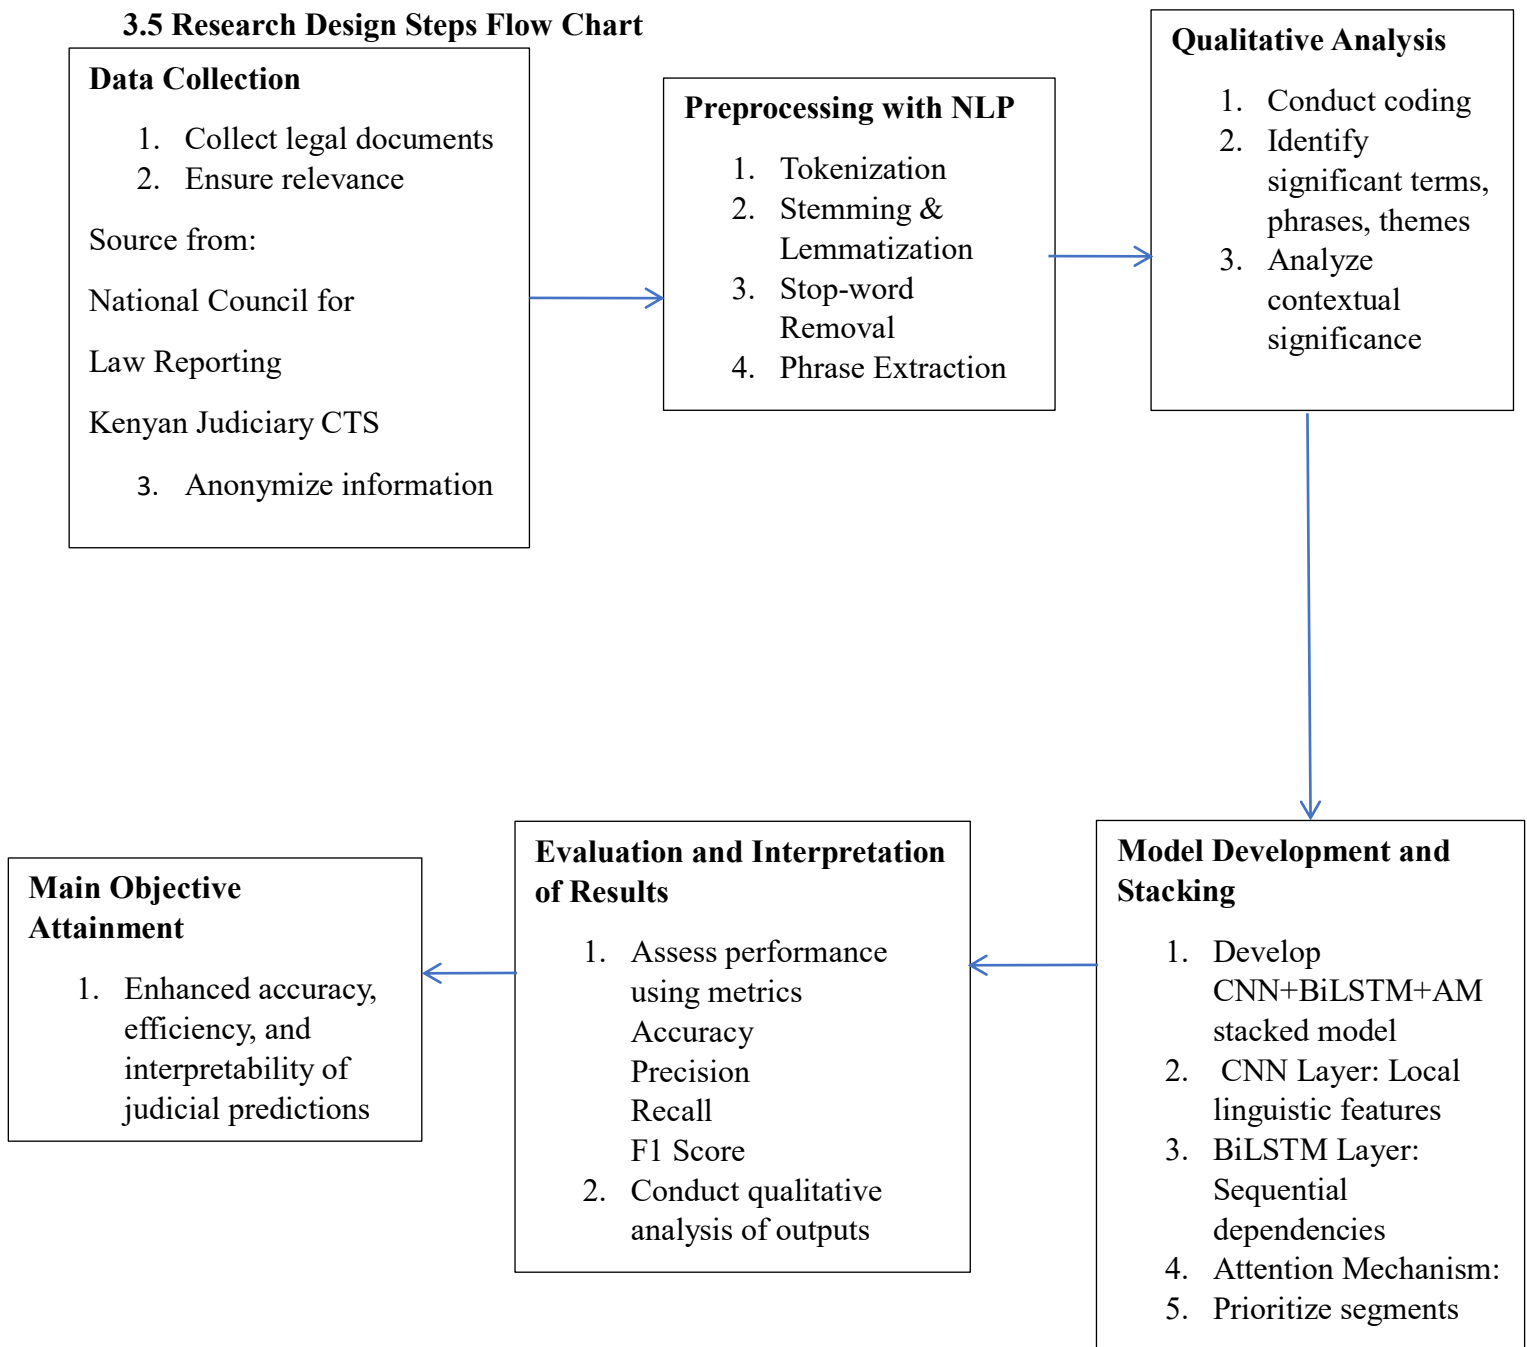 3.5 Research Design Steps Flow Chart
Data Collection
1. Collect legal documents
2. Ensure relevance
Source from:
National Council for
Law Reporting
Kenyan Judiciary CTS
3. Anonymize information
Preprocessing with NLP
1. Tokenization
2. Stemming &
Lemmatization
3. Stop-word
Removal
4. Phrase Extraction
Qualitative Analysis
1. Conduct coding
2. Identify
significant terms,
phrases, themes
3. Analyze
contextual
significance
Model Development and
Stacking
1. Develop
CNN+BiLSTM+AM
stacked model
2. CNN Layer: Local
linguistic features
3. BiLSTM Layer:
Sequential
dependencies
4. Attention Mechanism:
5. Prioritize segments
Evaluation and Interpretation
of Results
1. Assess performance
using metrics
Accuracy
Precision
Recall
F1 Score
2. Conduct qualitative
analysis of outputs
Main Objective
Attainment
1. Enhanced accuracy,
efficiency, and
interpretability of
judicial predictions